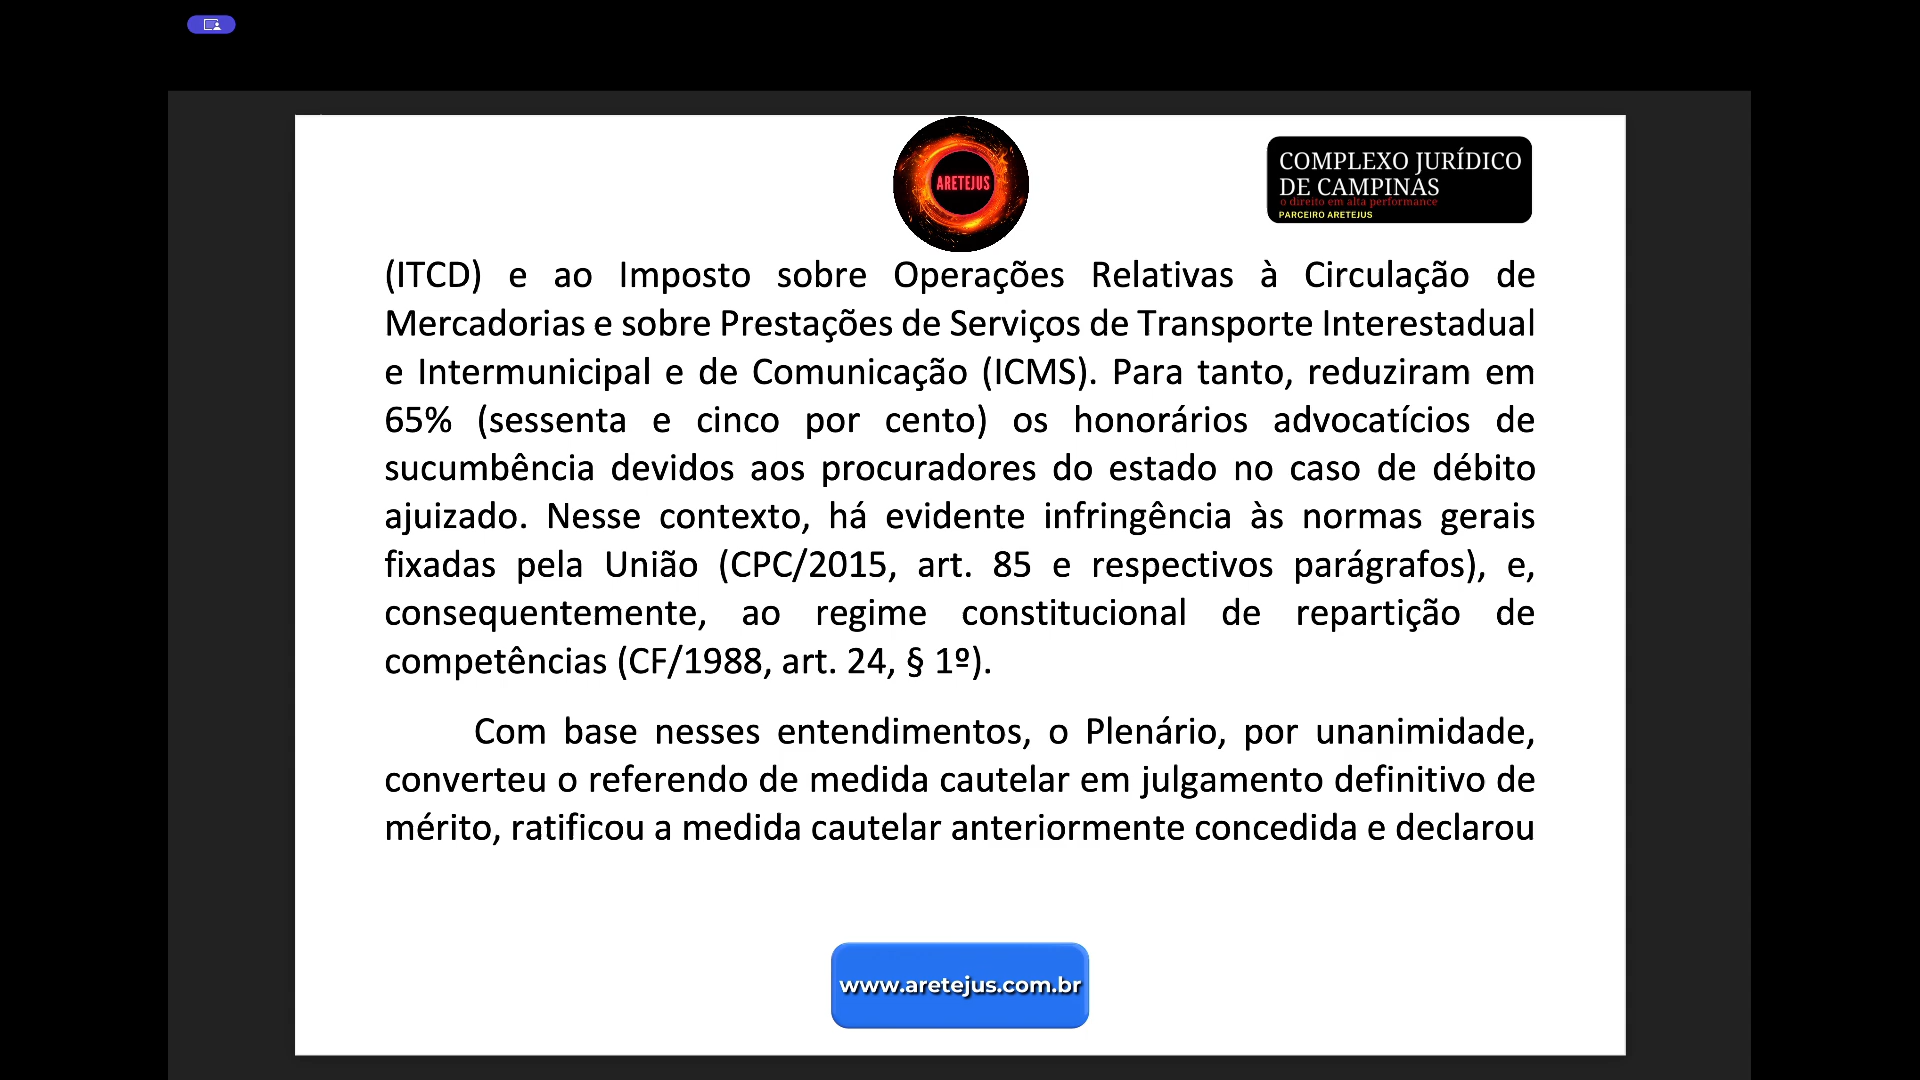 ARETEJUS
COMPLEXO JURÍDICO
DE CAMPINAS
o direito em alta performance
PARCEIRO ARETEJUS
(ITCD) e ao Imposto sobre Operações Relativas à Circulação de
Mercadorias e sobre Prestações de Serviços de Transporte Interestadual
e Intermunicipal e de Comunicação (ICMS). Para tanto, reduziram em
65% (sessenta e cinco por cento) os honorários advocatícios de
sucumbência devidos aos procuradores do estado no caso de débito
ajuizado. Nesse contexto, há evidente infringência às normas gerais
fixadas pela União (CPC/2015, art. 85 e respectivos parágrafos), e,
consequentemente, ao regime constitucional de repartição de
competências (CF/1988, art. 24, § 1º).
Com base nesses entendimentos, o Plenário, por unanimidade,
converteu o referendo de medida cautelar em julgamento definitivo de
mérito, ratificou a medida cautelar anteriormente concedida e declarou
www.aretejus.com.br